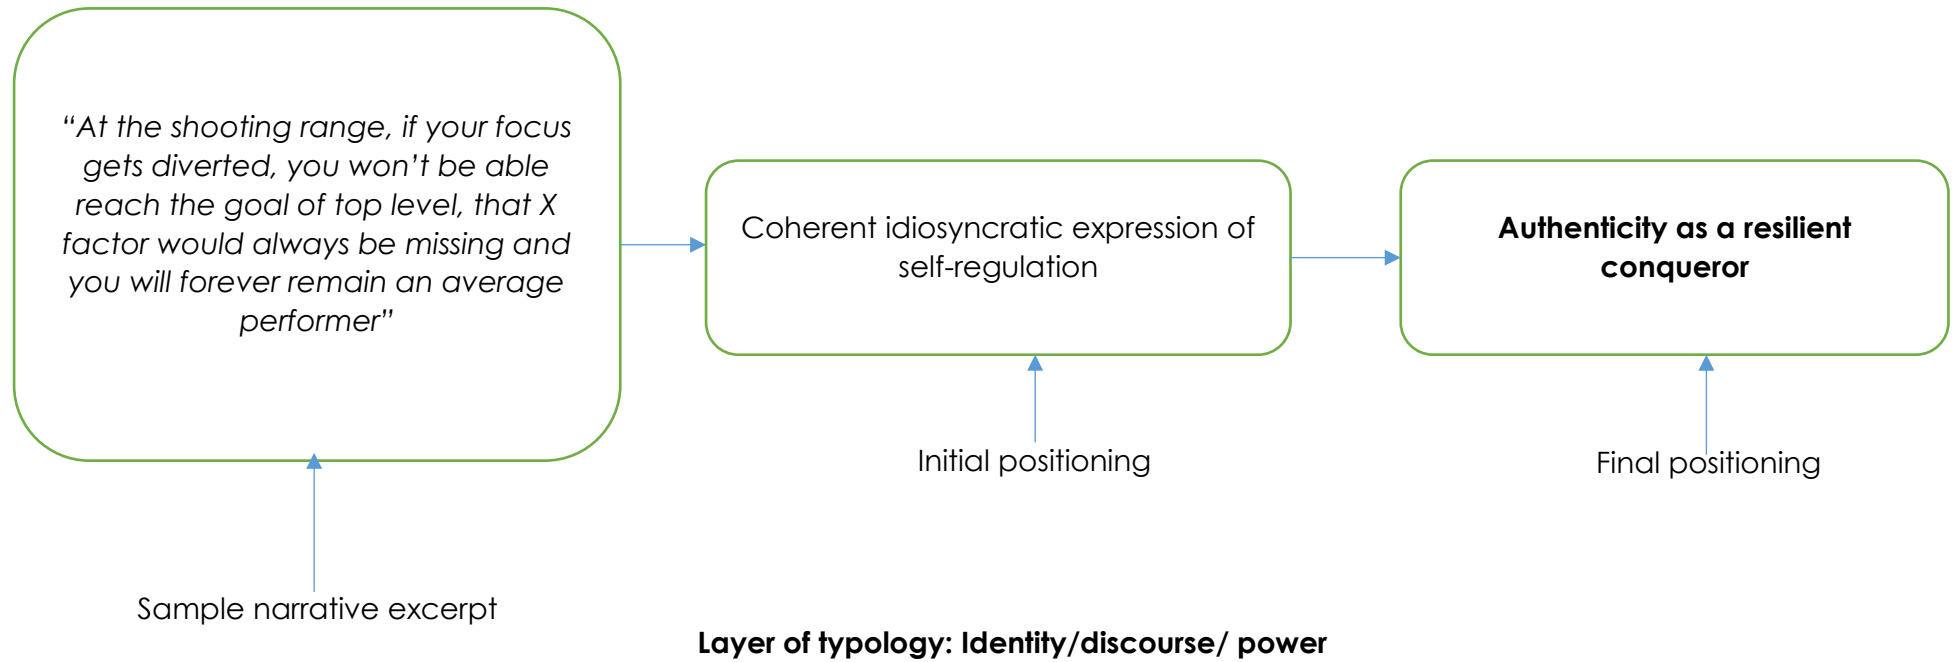 “At the shooting range, if your focus
gets diverted, you won’t be able
reach the goal of top level, that X
factor would always be missing and
you will forever remain an average
performer”
Coherent idiosyncratic expression of
self-regulation
Authenticity as a resilient
conqueror
Initial positioning
Final positioning
Sample narrative excerpt
Layer of typology: Identity/discourse/ power